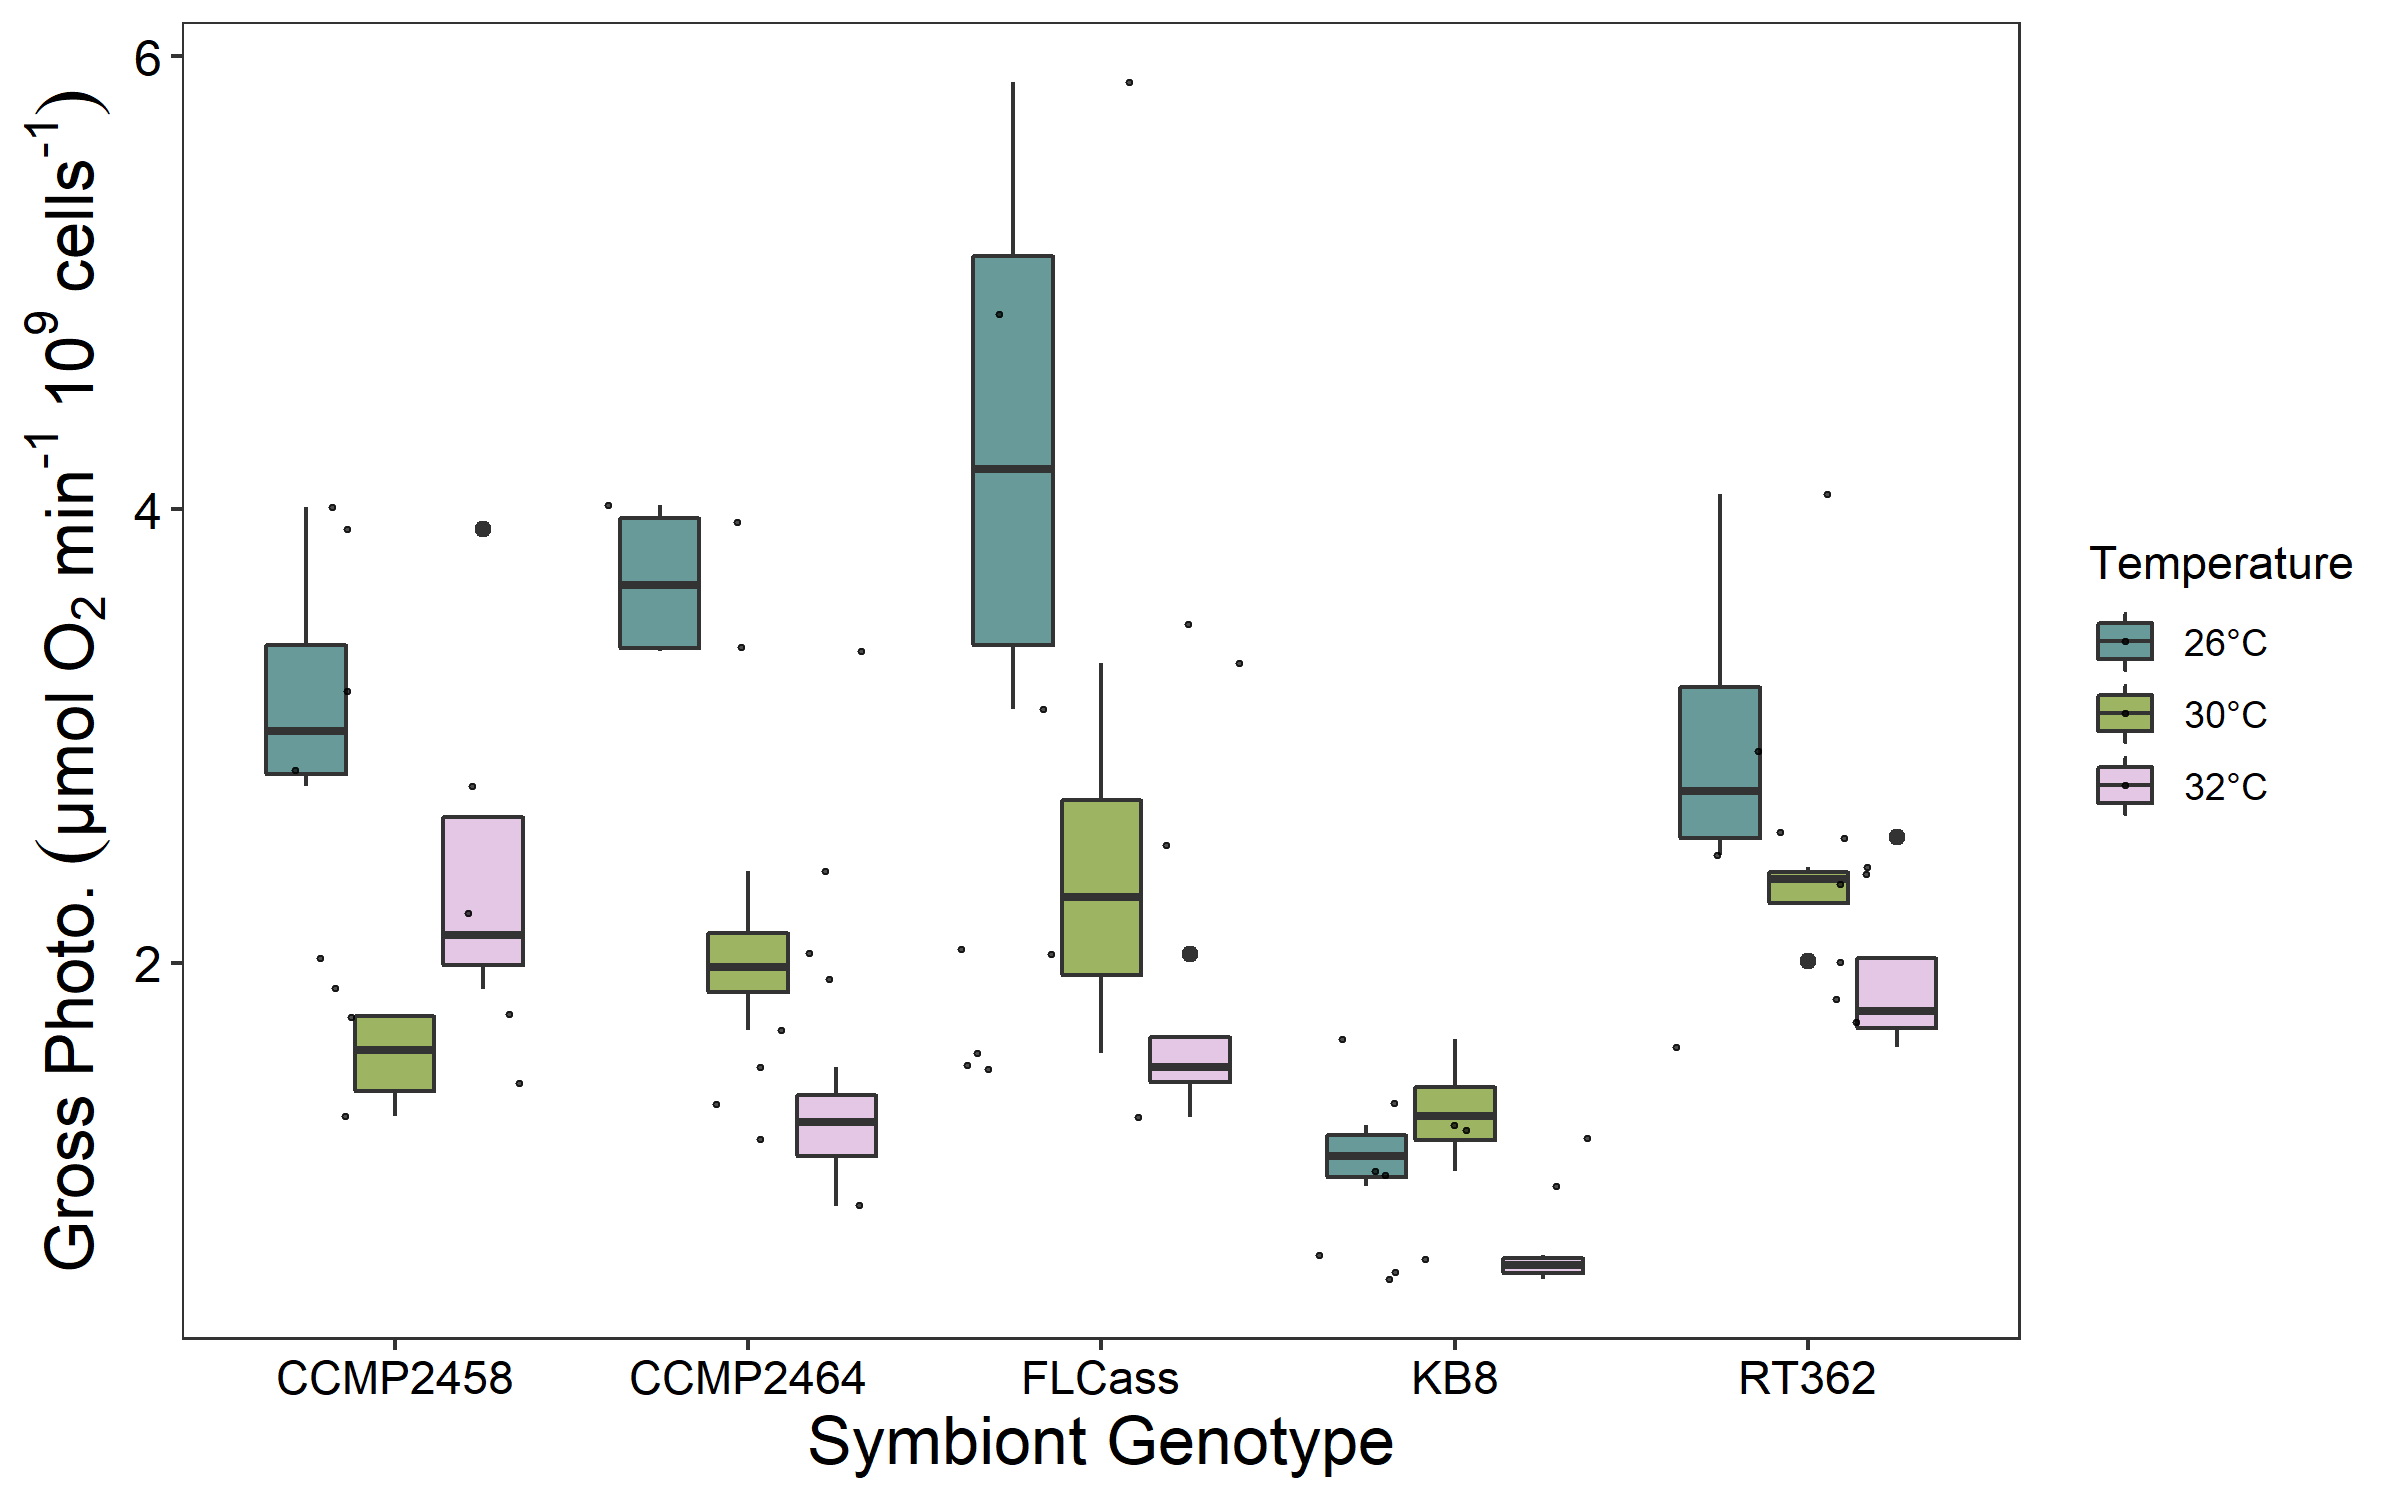 Gross Photo. (µmol O₂ min⁻¹ 10⁹ cells⁻¹)
6
4
2
CCMP2458 CCMP2464 FLCass KB8 RT362
Symbiont Genotype
Temperature
26°C
30°C
32°C